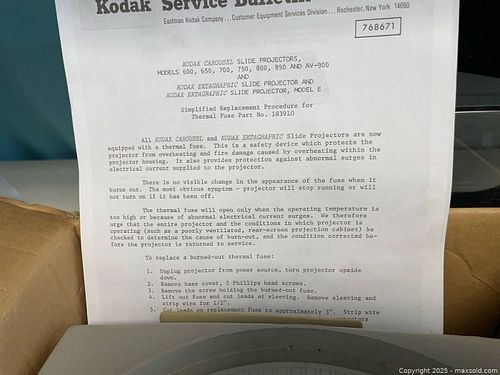 Kodak Service Bulletin
Eastman Kodak Company...Customer Equipment Services Division... Rochester, New York 14650
768671
KODAK CAROUSEL SLIDE PROJECTORS,
MODELS 600, 650, 700, 750, 800, 850 AND AV-900
AND
KODAK EKTAGRAPHIC SLIDE PROJECTOR AND
KODAK EKTAGRAPHIC SLIDE PROJECTOR, MODEL E
Simplified Replacement Procedure for
Thermal Fuse Part No. 183910
All KODAK CAROUSEL and KODAK EKTAGRAPHIC Slide Projectors are now
equipped with a thermal fuse. This is a safety device which protects the
projector from overheating and fire damage caused by overheating within the
projector housing. It also provides protection against abnormal surges in
electrical current supplied to the projector.
There is no visible change in the appearance of the fuse when it
burns out. The most obvious symptom - projector will stop running or will
not turn on if it has been off.
The thermal fuse will open only when the operating temperature is
too high or because of abnormal electrical current surges. We therefore
urge that the entire projector and the conditions in which projector is
operating (such as a poorly ventilated, rear-screen projection cabinet) be
checked to determine the cause of burn-out, and the condition corrected be-
fore the projector is returned to service.
To replace a burned-out thermal fuse:
1. Unplug projector from power source, turn projector upside
down.
2. Remove base cover, 5 Phillips head screws.
3. Remove the screw holding the burned-out fuse.
4. Lift out fuse and cut leads at sleeving. Remove sleeving and
strip wire for 1/2".
5. Cut leads on replacement fuse to approximately 3". Strip wire
Copyright 2025 - maxsold.com